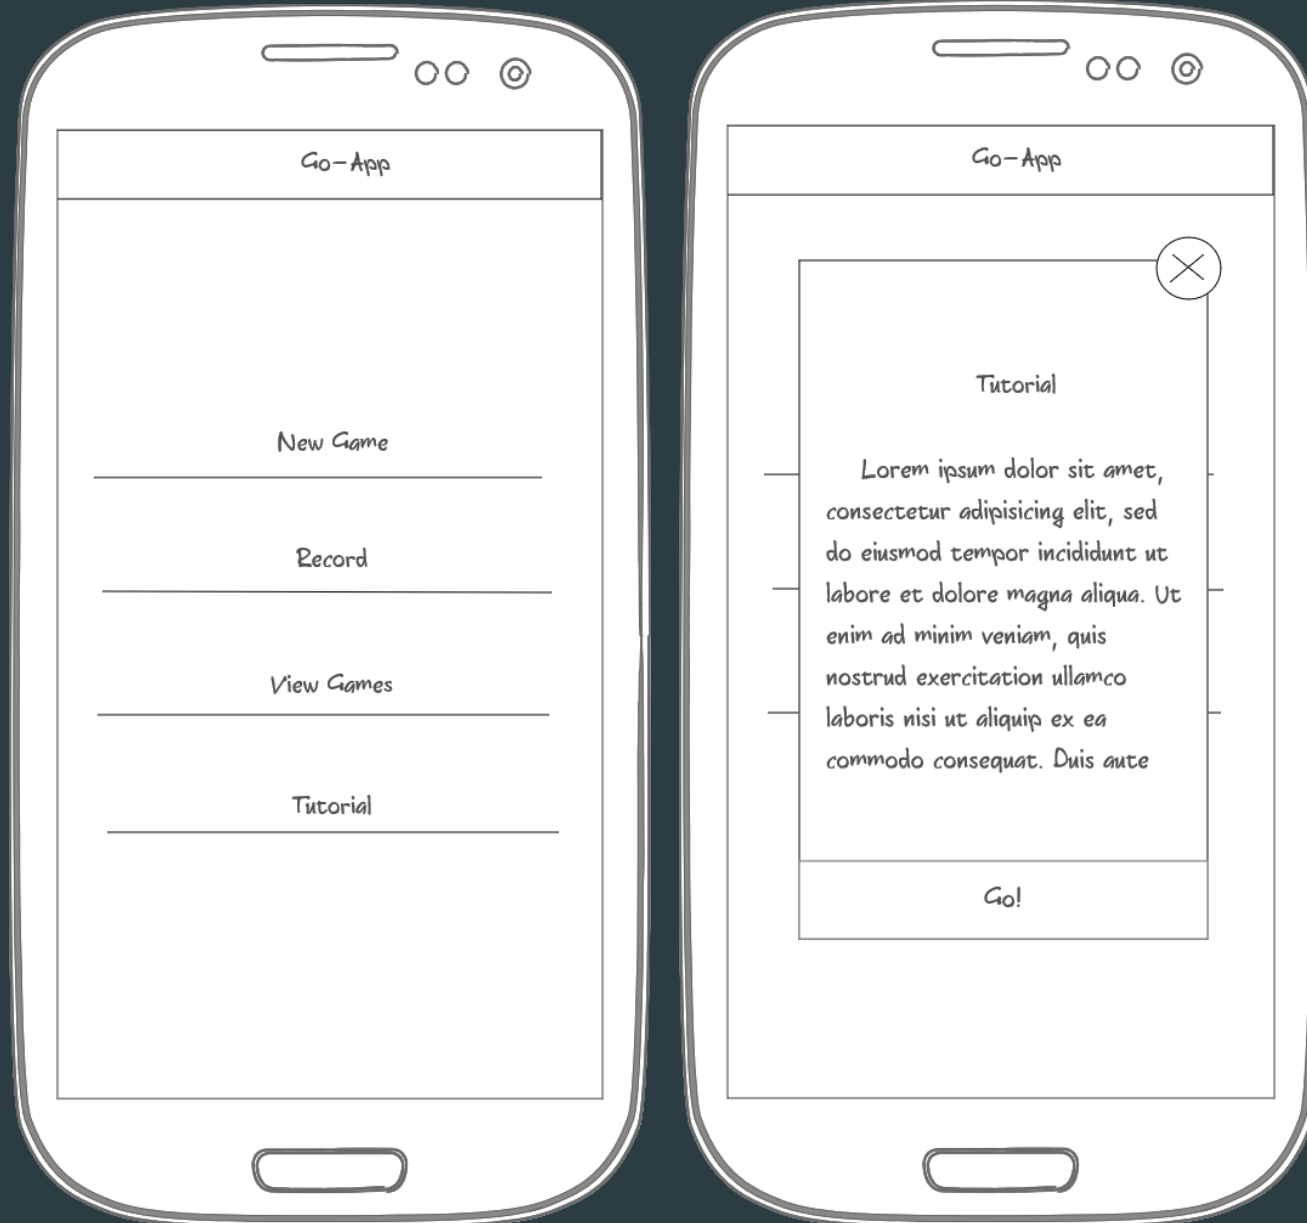 Go-App
New Game
Record
View Games
Tutorial
Go-App
Tutorial
Lorem ipsum dolor sit amet,
consectetur adipisicing elit, sed
do eiusmod tempor incididunt ut
labore et dolore magna aliqua. Ut
enim ad minim veniam, quis
nostrud exercitation ullamco
laboris nisi ut aliquip ex ea
commodo consequat. Duis aute
Go!